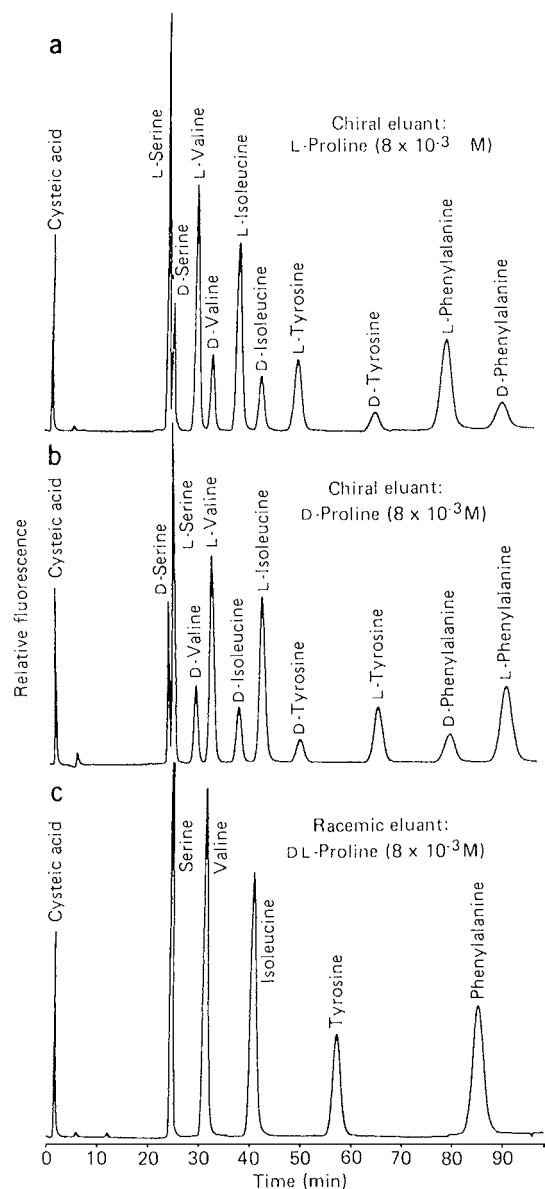 a
Chiral eluant:
L-Proline (8 x 10-3 M)
Cysteic acid
L-Serine
D-Serine
L-Valine
D-Valine
L-Isoleucine
D-Isoleucine
L-Tyrosine
D-Tyrosine
L-Phenylalanine
D-Phenylalanine
b
Chiral eluant:
D-Proline (8 x 10-3M)
Cysteic acid
D-Serine
L-Serine
D-Valine
L-Valine
D-Isoleucine
L-Isoleucine
D-Tyrosine
L-Tyrosine
D-Phenylalanine
L-Phenylalanine
Relative fluorescence
c
Racemic eluant:
DL-Proline (8 x 10-3M)
Cysteic acid
Serine
Valine
Isoleucine
Tyrosine
Phenylalanine
0 10 20 30 40 50 60 70 80 90
Time (min)